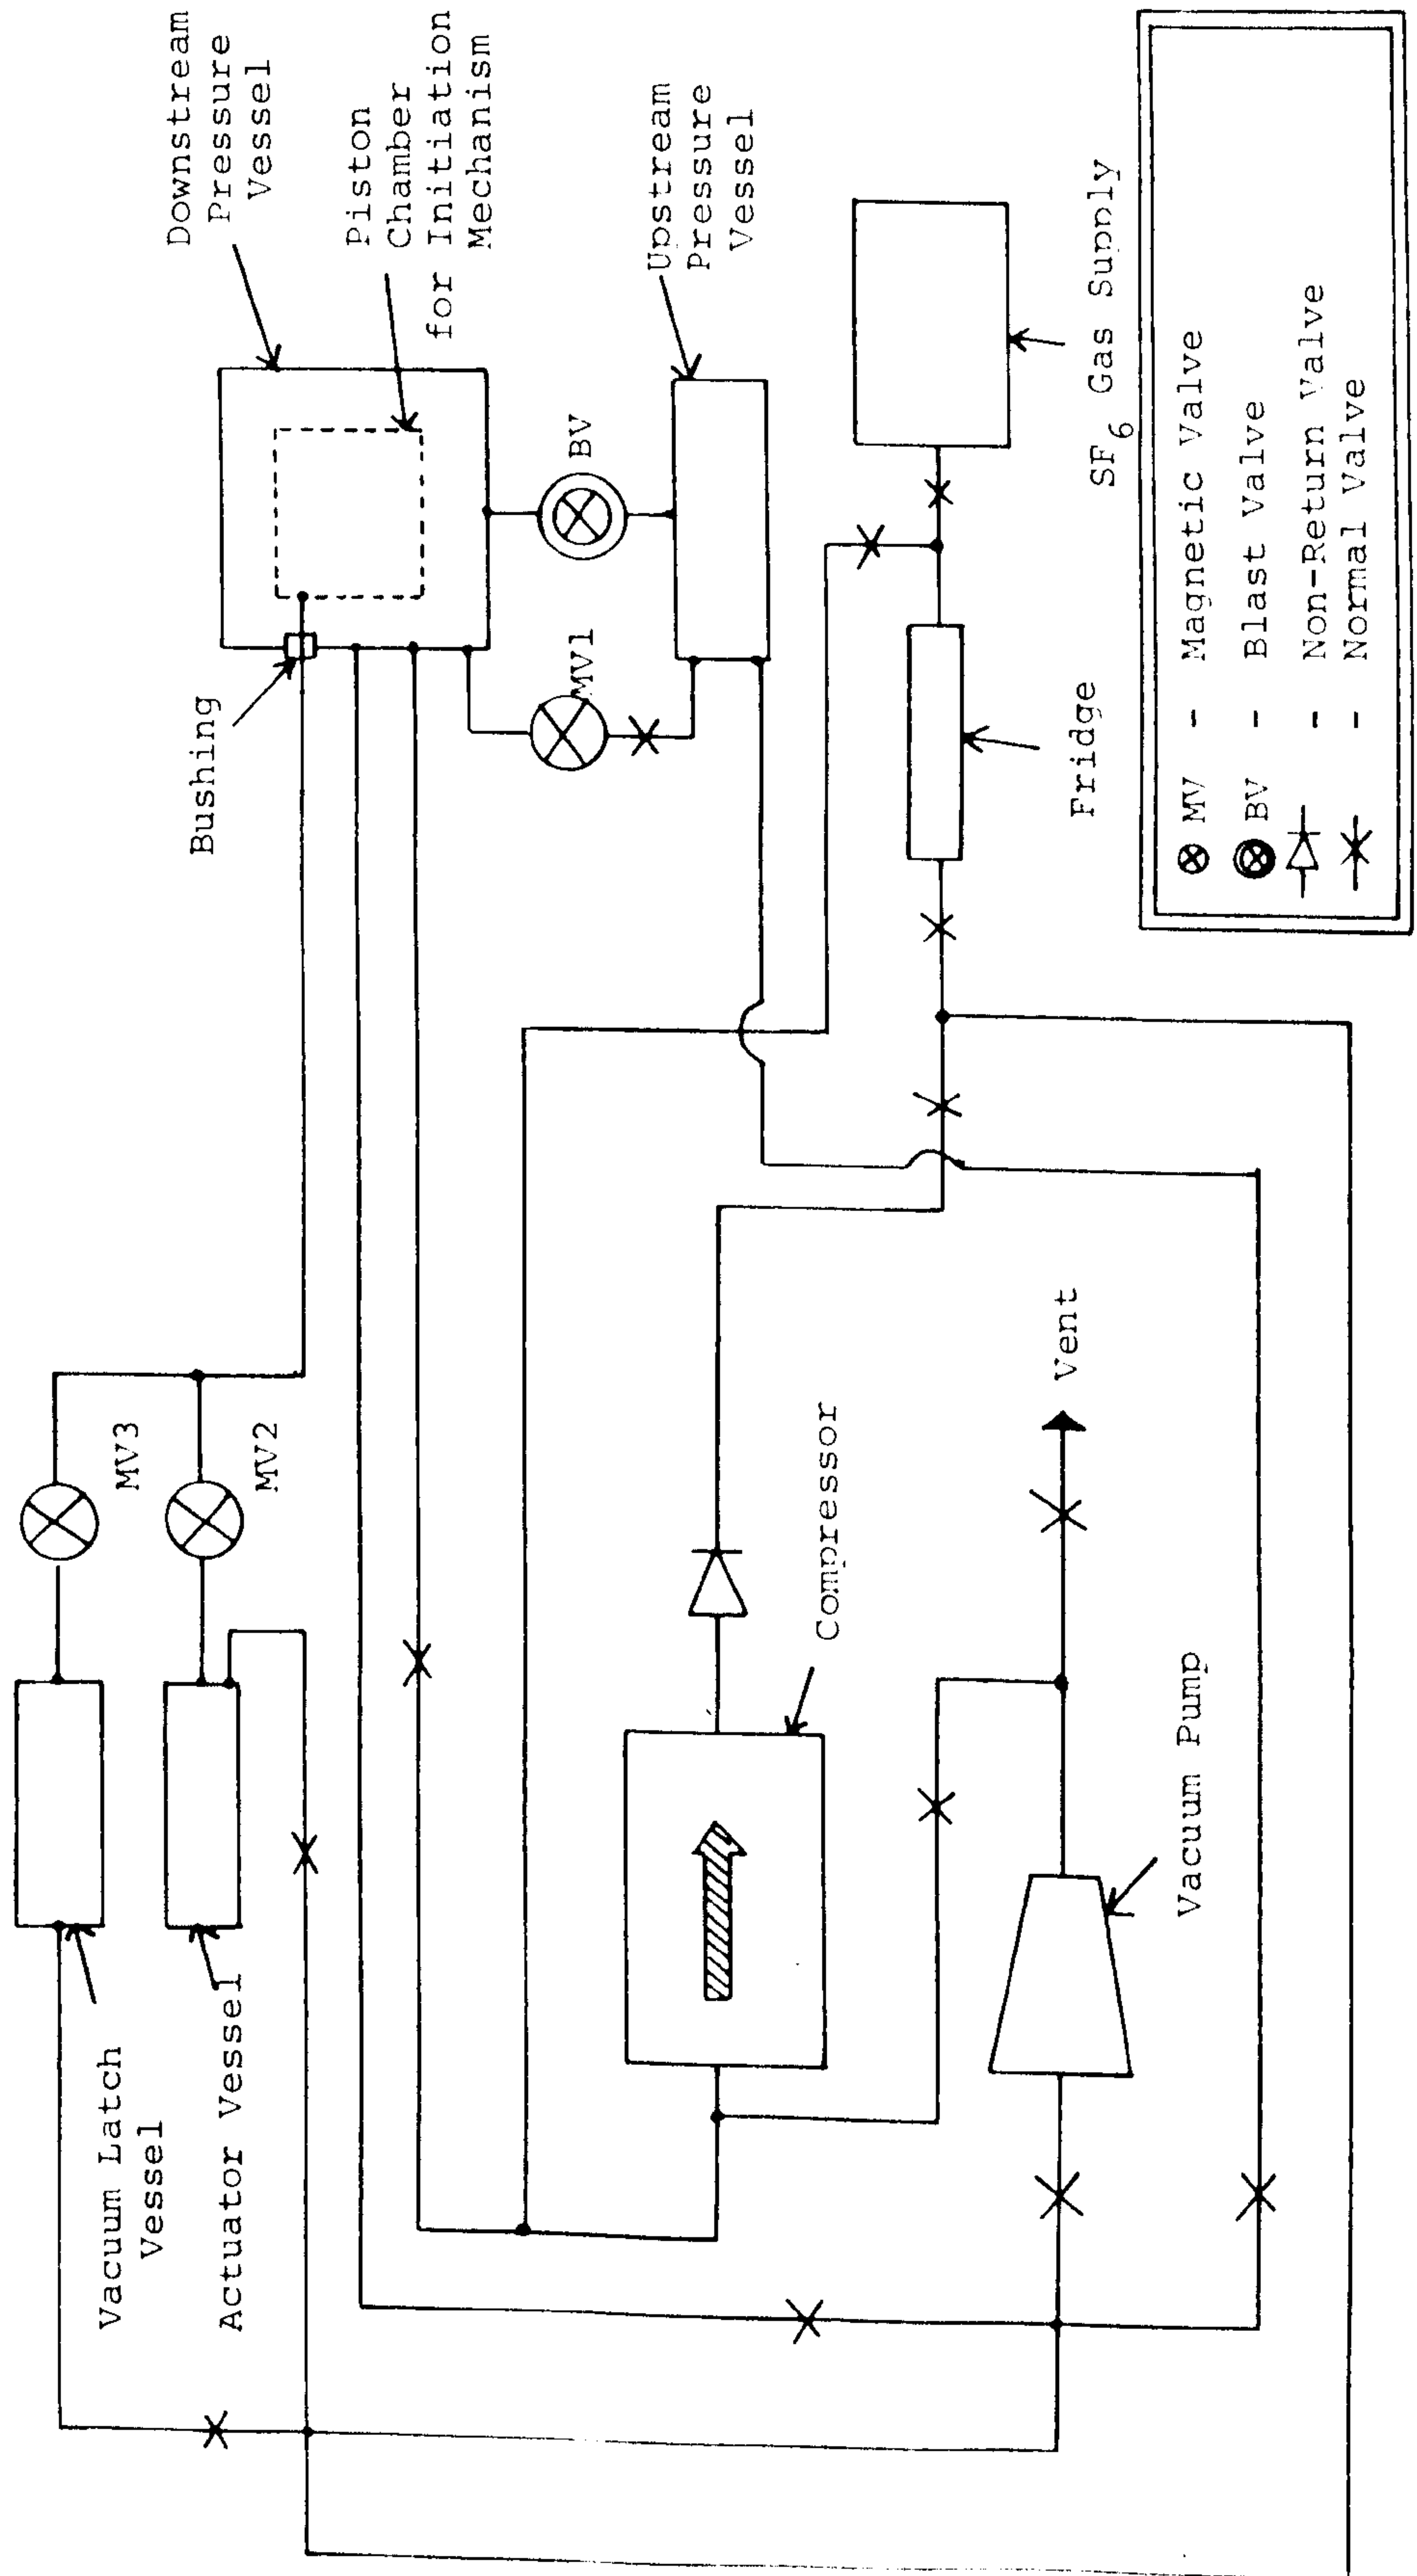 Downstream
Pressure
Vessel
Piston
Chamber
for Initiation
Mechanism
Bushing
BV
MV1
Upstream
Pressure
Vessel
MV3
MV2
Vacuum Latch
Vessel
Actuator Vessel
Compressor
Vent
Vacuum Pump
Fridge
SF6 Gas Supply
MV - Magnetic Valve
BV - Blast Valve
- Non-Return Valve
- Normal Valve